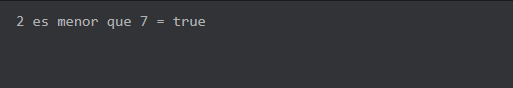 2 es menor que 7 = true